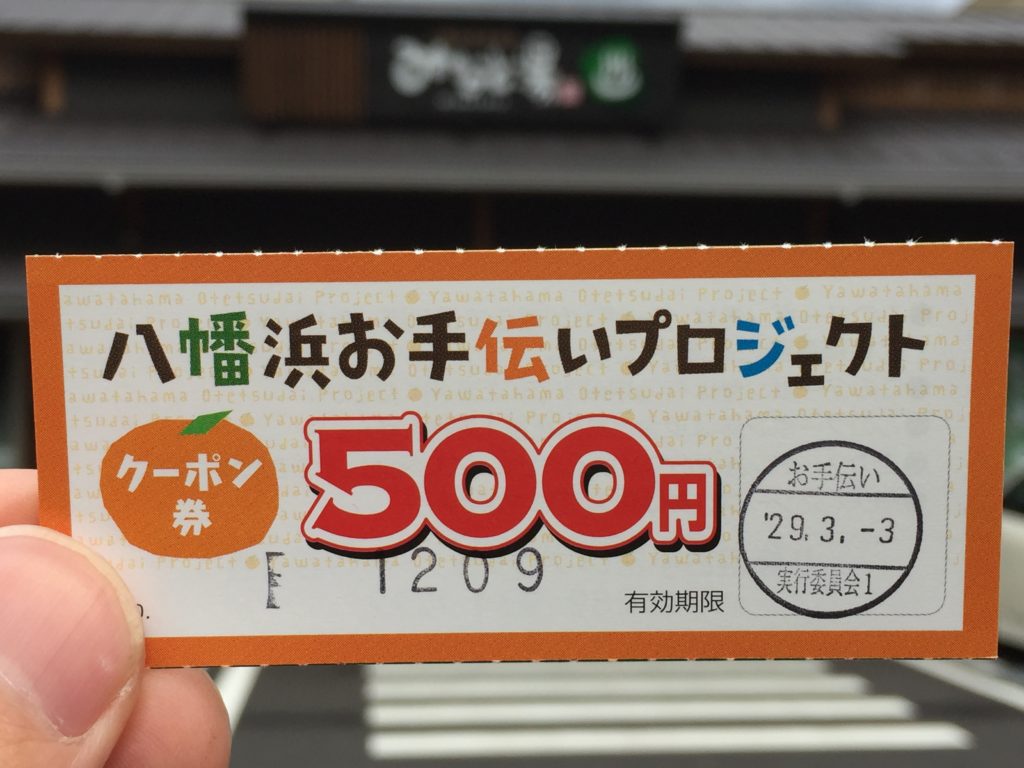 八幡浜お手伝いプロジェクト
クーポン
券
500円
お手伝い
'29.3.-3
実行委員会1
1209
有効期限
Yawatahama Otetsudai Project